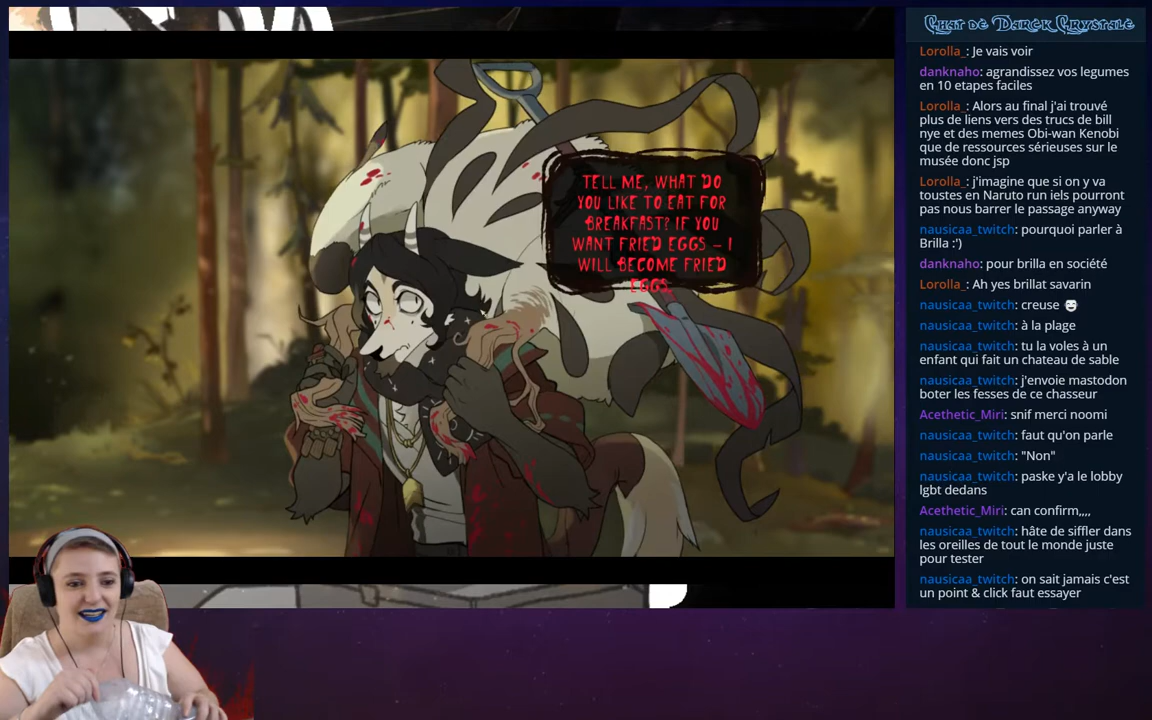 TELL ME, WHAT DO
YOU LIKE TO EAT FOR
BREAKFAST? IF YOU
WANT FRIED EGGS – I
WILL BECOME FRIED
EGGS.
Chat de Darck Crystale
Lorolla_: Je vais voir
danknaho: agrandissez vos legumes
en 10 etapes faciles
Lorolla_: Alors au final j'ai trouvé
plus de liens vers des trucs de bill
nye et des memes Obi-wan Kenobi
que de ressources sérieuses sur le
musée donc jsp
Lorolla_: j'imagine que si on y va
toustes en Naruto run iels pourront
pas nous barrer le passage anyway
nausicaa_twitch: pourquoi parler à
Brilla :')
danknaho: pour brilla en société
Lorolla_: Ah yes brillat savarin
nausicaa_twitch: creuse
nausicaa_twitch: à la plage
nausicaa_twitch: tu la voles à un
enfant qui fait un chateau de sable
nausicaa_twitch: j'envoie mastodon
boter les fesses de ce chasseur
Acethetic_Miri: snif merci noomi
nausicaa_twitch: faut qu'on parle
nausicaa_twitch: "Non"
nausicaa_twitch: paske y'a le lobby
lgbt dedans
Acethetic_Miri: can confirm,,,,
nausicaa_twitch: hâte de siffler dans
les oreilles de tout le monde juste
pour tester
nausicaa_twitch: on sait jamais c'est
un point & click faut essayer